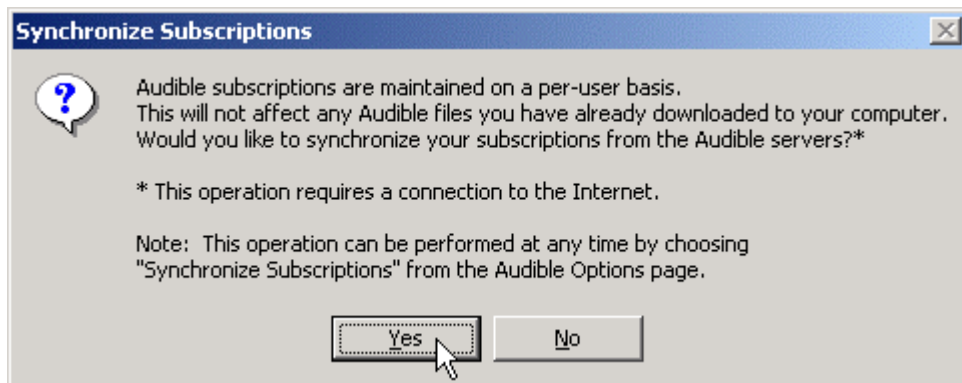 Synchronize Subscriptions
Audible subscriptions are maintained on a per-user basis.
This will not affect any Audible files you have already downloaded to your computer.
Would you like to synchronize your subscriptions from the Audible servers?*
* This operation requires a connection to the Internet.
Note:  This operation can be performed at any time by choosing
"Synchronize Subscriptions" from the Audible Options page.
Yes No